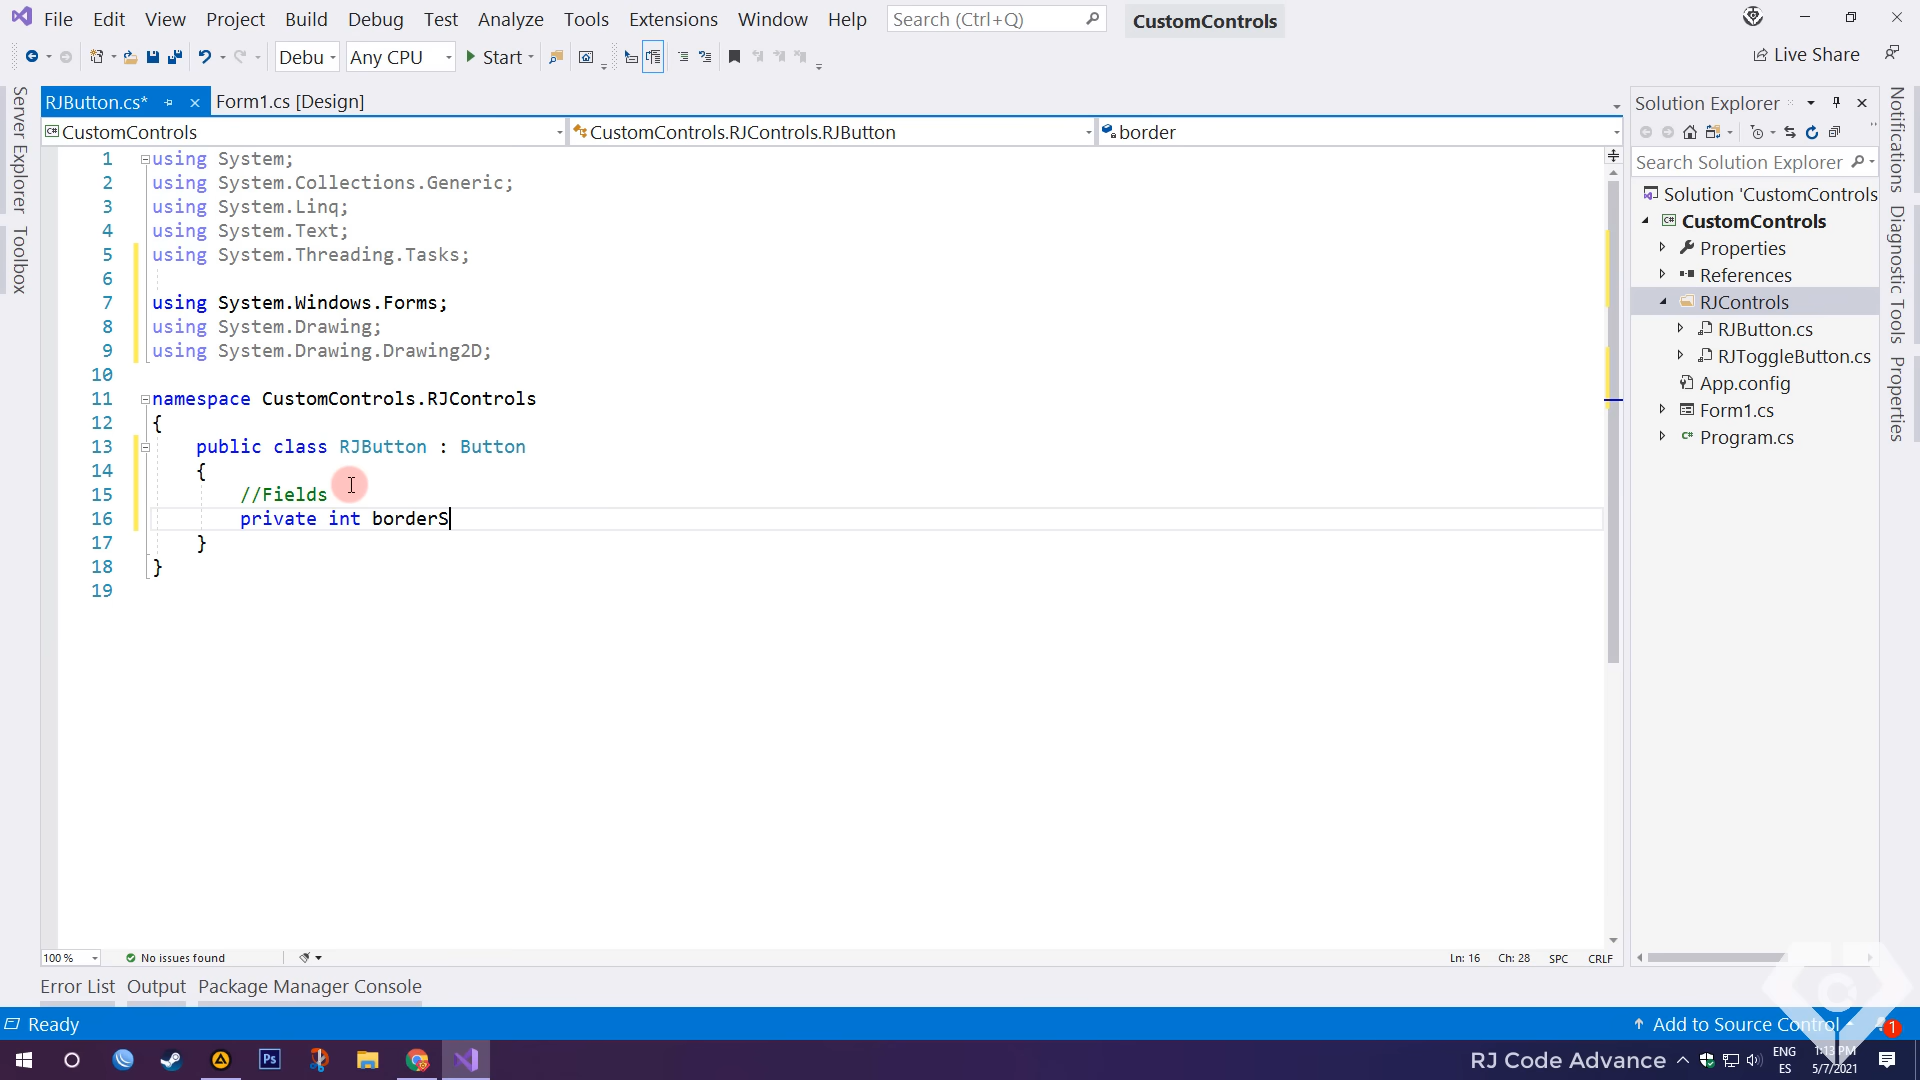 File Edit View Project Build Debug Test Analyze Tools Extensions Window Help Search (Ctrl+Q) CustomControls
Debu Any CPU Start Live Share
RJButton.cs* Form1.cs [Design]
CustomControls CustomControls.RJControls.RJButton border
Server Explorer
Toolbox
1 using System;
2 using System.Collections.Generic;
3 using System.Linq;
4 using System.Text;
5 using System.Threading.Tasks;
6
7 using System.Windows.Forms;
8 using System.Drawing;
9 using System.Drawing.Drawing2D;
10
11 namespace CustomControls.RJControls
12 {
13 public class RJButton : Button
14 {
15 //Fields
16 private int borderS
17 }
18 }
19
100 % No issues found Ln: 16 Ch: 28 SPC CRLF
Solution Explorer
Search Solution Explorer
Solution 'CustomControls
CustomControls
Properties
References
RJControls
RJButton.cs
RJToggleButton.cs
App.config
Form1.cs
Program.cs
Notifications
Diagnostic Tools
Properties
Error List Output Package Manager Console
Ready Add to Source Control 1
Ps RJ Code Advance ENG 1:13 PM
ES 5/7/2021